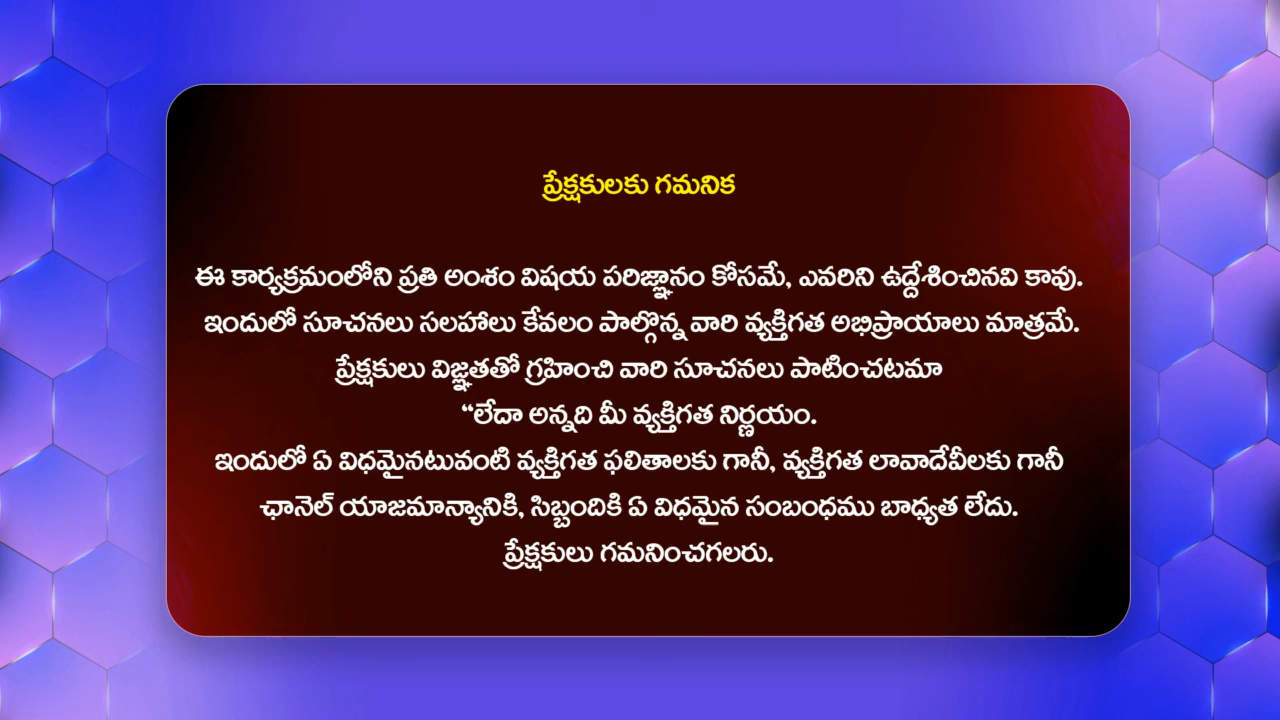 ప్రేక్షకులకు గమనిక
ఈ కార్యక్రమంలోని ప్రతి అంశం విషయ పరిజ్ఞానం కోసమే, ఎవరిని ఉద్దేశించినవి కావు.
ఇందులో సూచనలు సలహాలు కేవలం పాల్గొన్న వారి వ్యక్తిగత అభిప్రాయాలు మాత్రమే.
ప్రేక్షకులు విజ్ఞతతో గ్రహించి వారి సూచనలు పాటించటమా
“లేదా అన్నది మీ వ్యక్తిగత నిర్ణయం.
ఇందులో ఏ విధమైనటువంటి వ్యక్తిగత ఫలితాలకు గానీ, వ్యక్తిగత లావాదేవీలకు గానీ
ఛానెల్ యాజమాన్యానికి, సిబ్బందికి ఏ విధమైన సంబంధము బాధ్యత లేదు.
ప్రేక్షకులు గమనించగలరు.